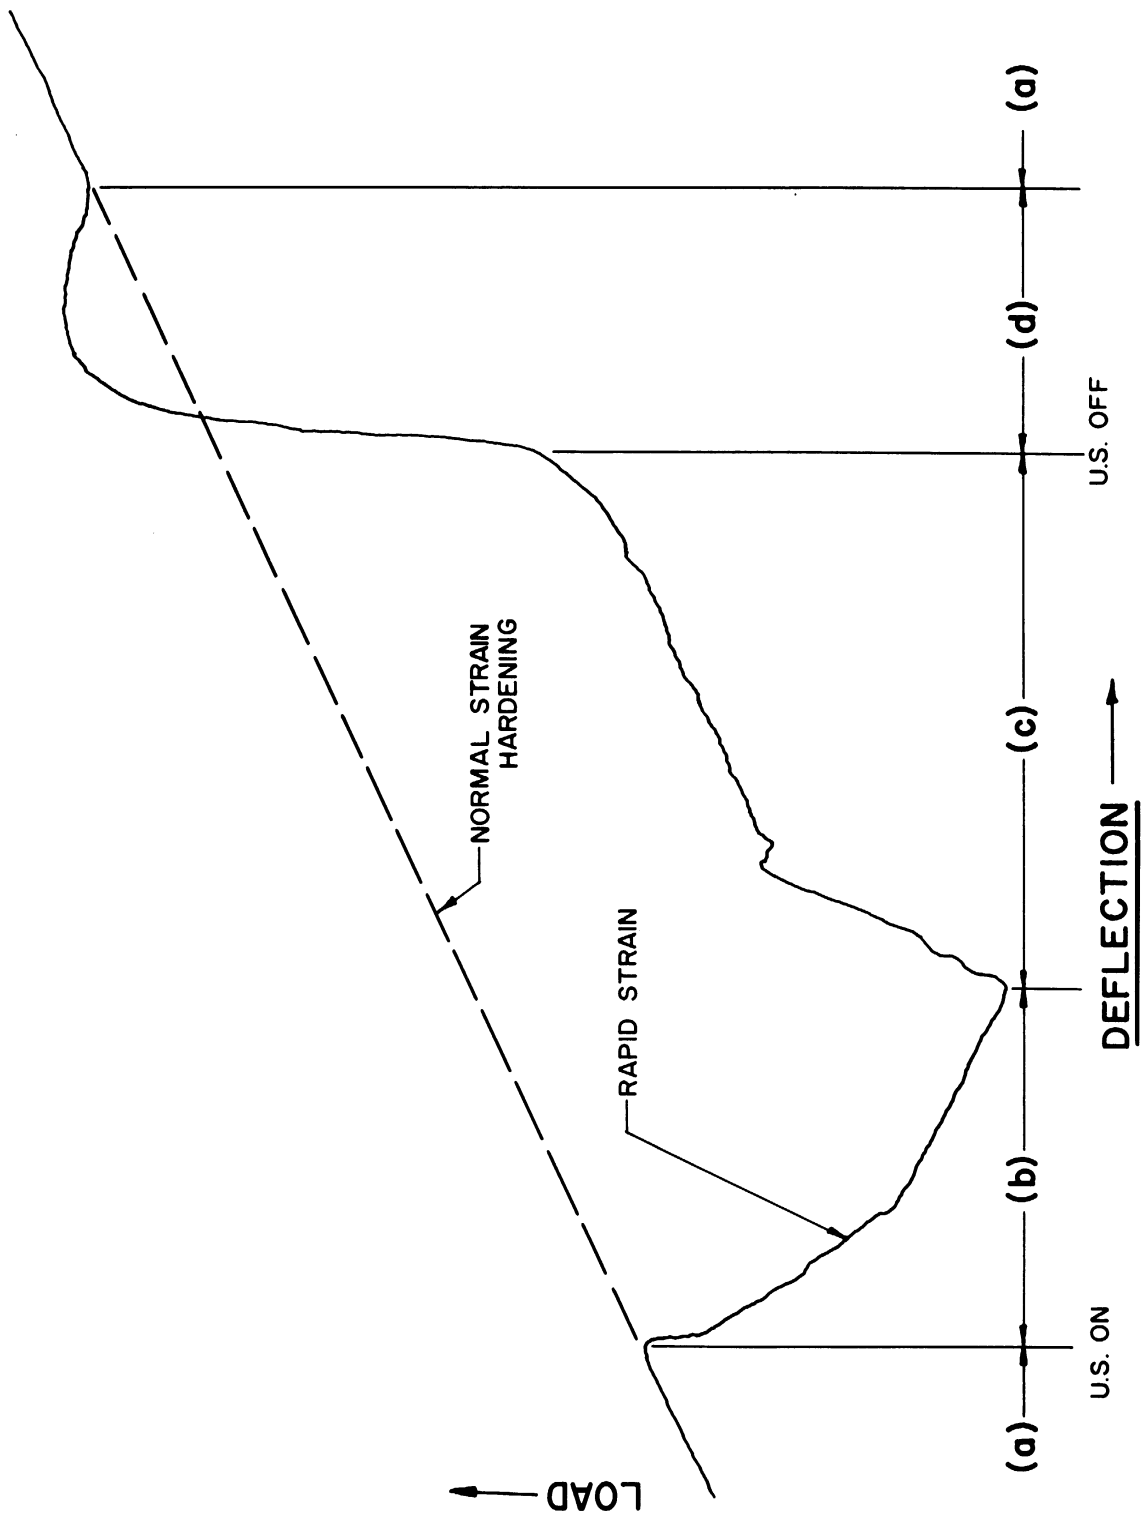 LOAD
NORMAL STRAIN
HARDENING
RAPID STRAIN
(a)
(b)
(c)
(d)
(a)
U.S. ON
U.S. OFF
DEFLECTION